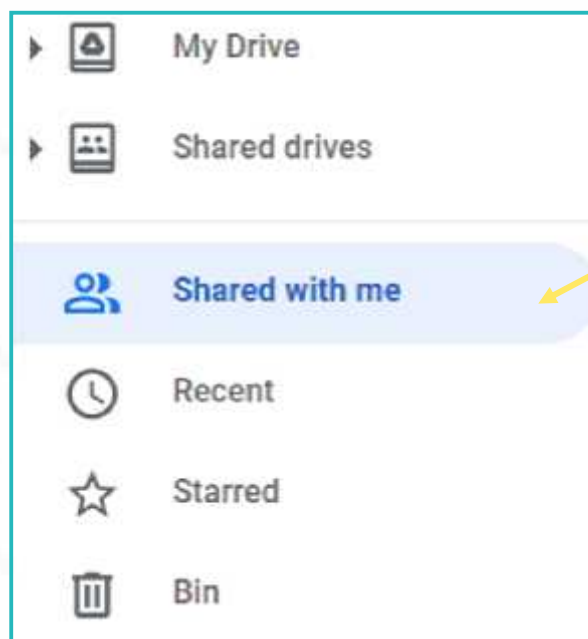 My Drive
Shared drives
Shared with me
Recent
Starred
Bin